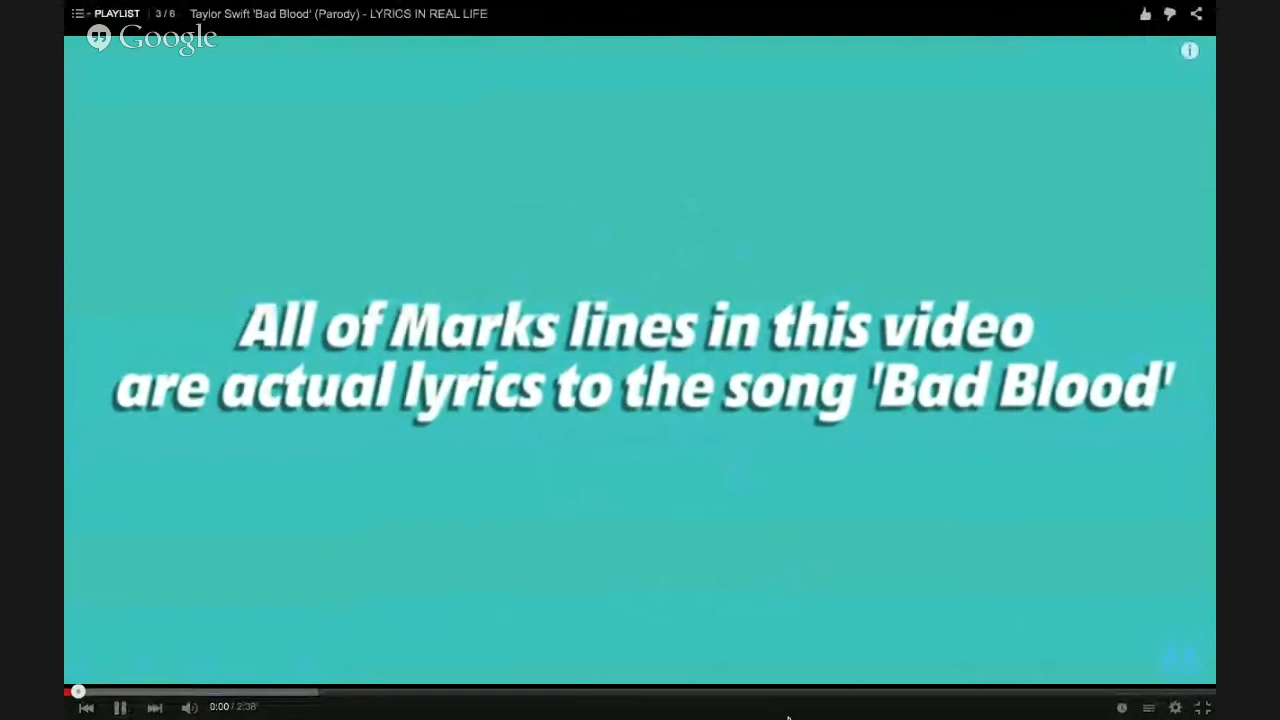 PLAYLIST 3 / 6 Taylor Swift 'Bad Blood' (Parody) - LYRICS IN REAL LIFE
Google
All of Marks lines in this video
are actual lyrics to the song 'Bad Blood'
0:00 / 2:38